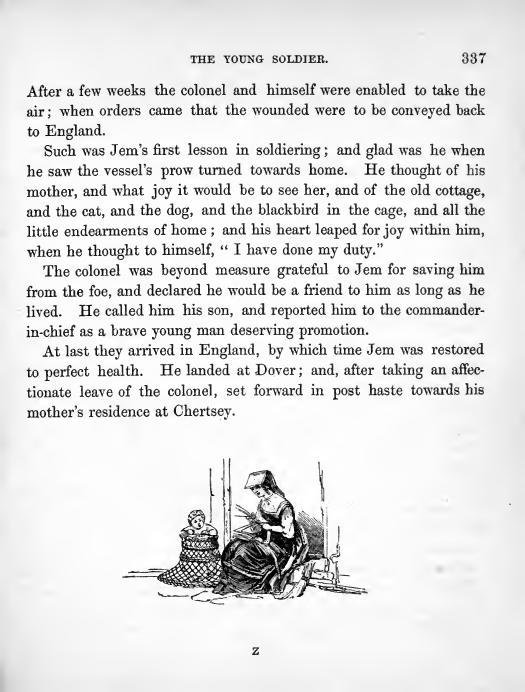 THE YOUNG SOLDIER. 337
After a few weeks the colonel and himself were enabled to take the
air; when orders came that the wounded were to be conveyed back
to England.
Such was Jem's first lesson in soldiering; and glad was he when
he saw the vessel's prow turned towards home. He thought of his
mother, and what joy it would be to see her, and of the old cottage,
and the cat, and the dog, and the blackbird in the cage, and all the
little endearments of home; and his heart leaped for joy within him,
when he thought to himself, "I have done my duty."
The colonel was beyond measure grateful to Jem for saving him
from the foe, and declared he would be a friend to him as long as he
lived. He called him his son, and reported him to the commander-
in-chief as a brave young man deserving promotion.
At last they arrived in England, by which time Jem was restored
to perfect health. He landed at Dover; and, after taking an affec-
tionate leave of the colonel, set forward in post haste towards his
mother's residence at Chertsey.
Z